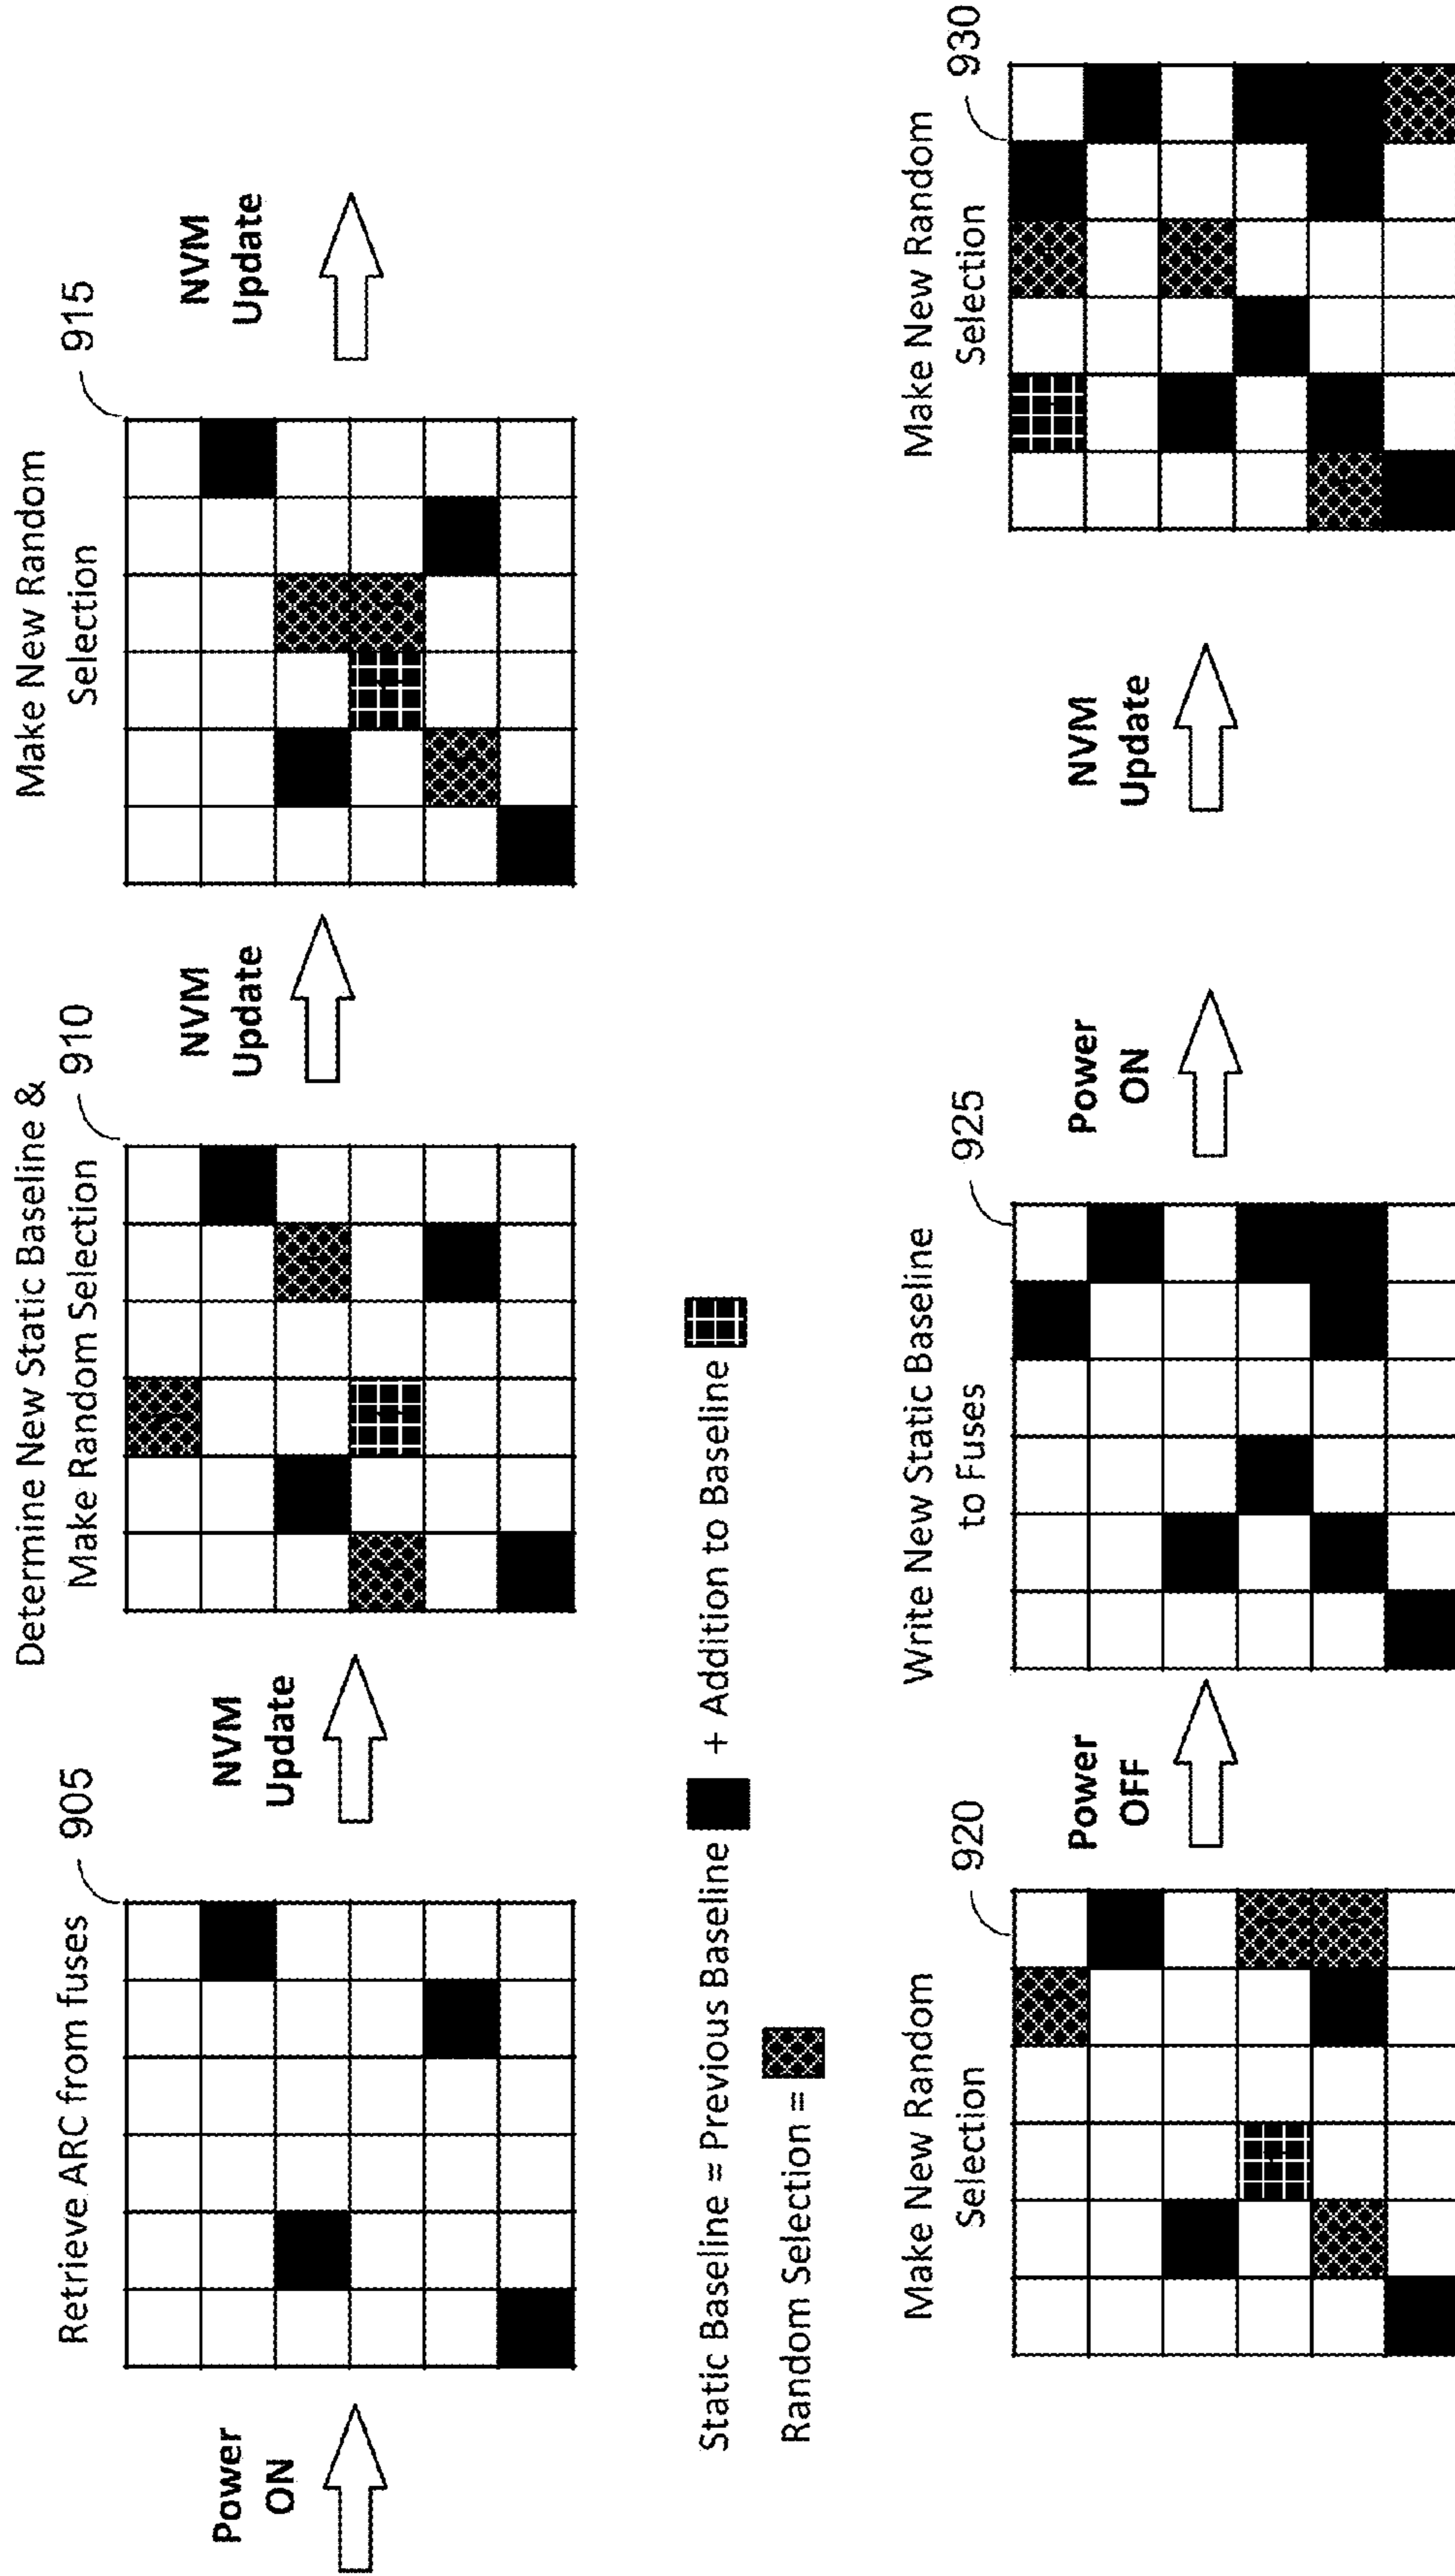 Power
ON
Retrieve ARC from fuses
905
NVM
Update
Determine New Static Baseline &
Make Random Selection
910
NVM
Update
Make New Random
Selection
915
NVM
Update
Static Baseline = Previous Baseline + Addition to Baseline
Random Selection =
Make New Random
Selection
920
Power
OFF
Write New Static Baseline
to Fuses
925
Power
ON
NVM
Update
Make New Random
Selection
930